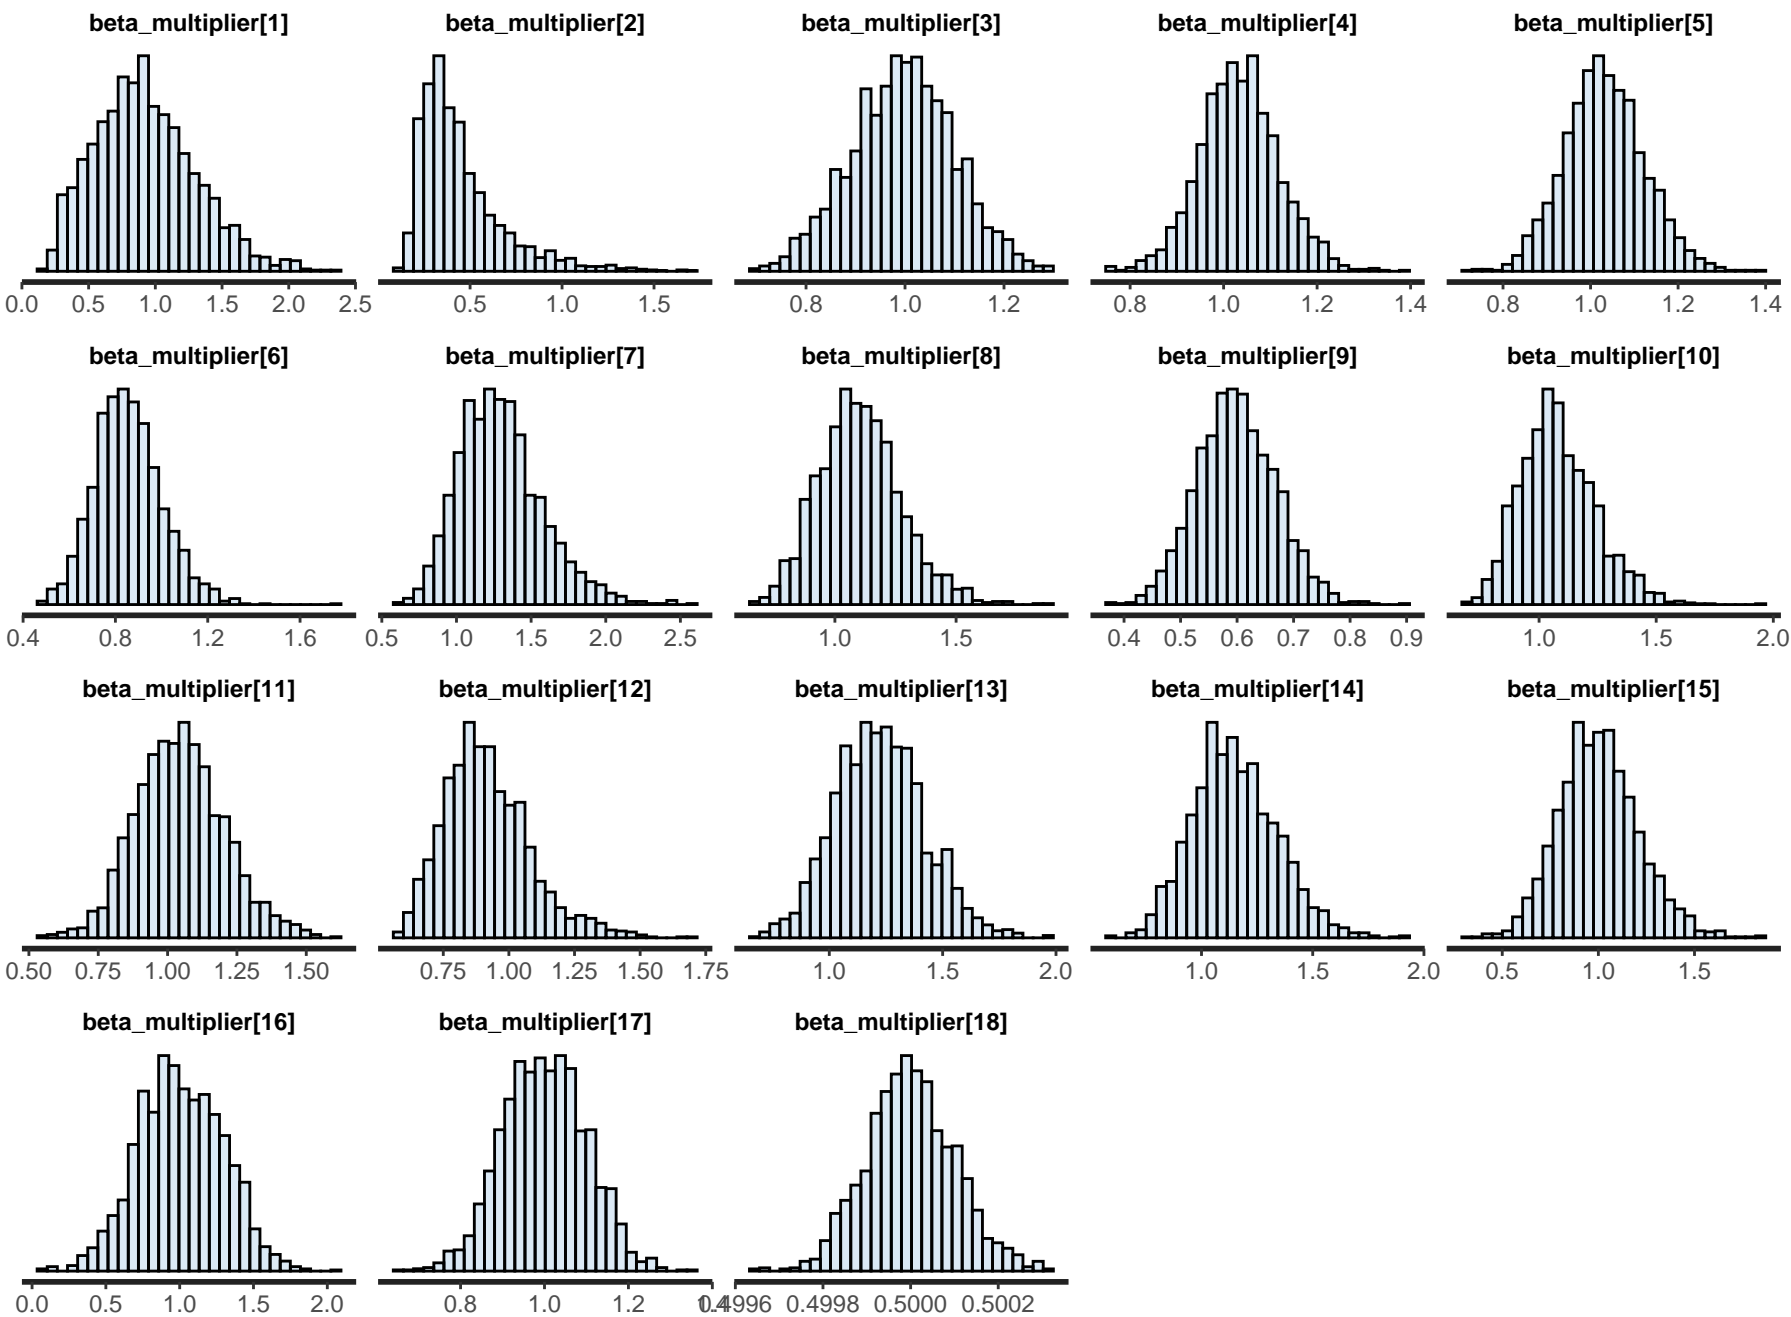 beta_multiplier[1] beta_multiplier[2] beta_multiplier[3] beta_multiplier[4] beta_multiplier[5]
0.0 0.5 1.0 1.5 2.0 2.5 0.5 1.0 1.5 0.8 1.0 1.2 0.8 1.0 1.2 1.4 0.8 1.0 1.2 1.4
beta_multiplier[6] beta_multiplier[7] beta_multiplier[8] beta_multiplier[9] beta_multiplier[10]
0.4 0.8 1.2 1.6 0.5 1.0 1.5 2.0 2.5 1.0 1.5 0.4 0.5 0.6 0.7 0.8 0.9 1.0 1.5 2.0
beta_multiplier[11] beta_multiplier[12] beta_multiplier[13] beta_multiplier[14] beta_multiplier[15]
0.50 0.75 1.00 1.25 1.50 0.75 1.00 1.25 1.50 1.75 1.0 1.5 2.0 1.0 1.5 2.0 0.5 1.0 1.5
beta_multiplier[16] beta_multiplier[17] beta_multiplier[18]
0.0 0.5 1.0 1.5 2.0 0.8 1.0 1.2 1.4 0.4996 0.4998 0.5000 0.5002